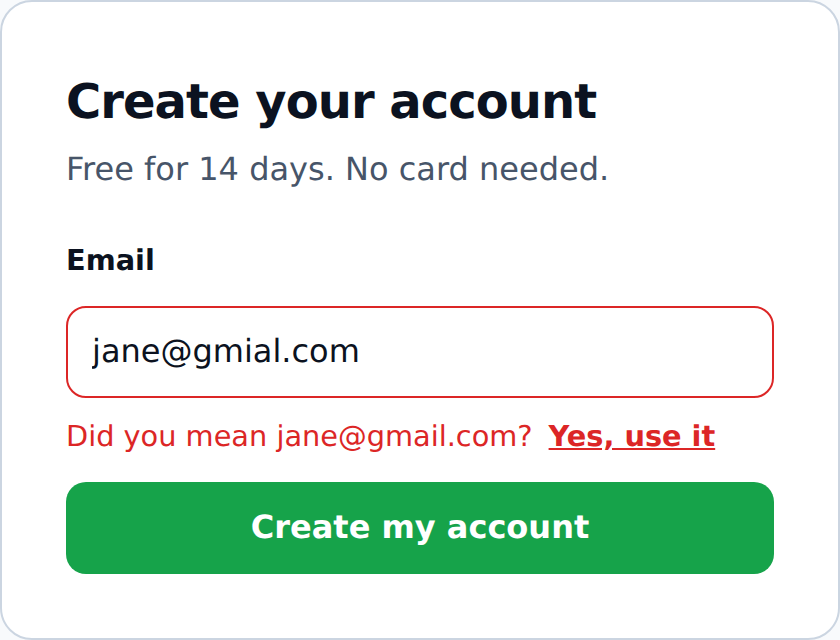 Create your account
Free for 14 days. No card needed.
Email
jane@gmial.com
Did you mean jane@gmail.com? Yes, use it
Create my account